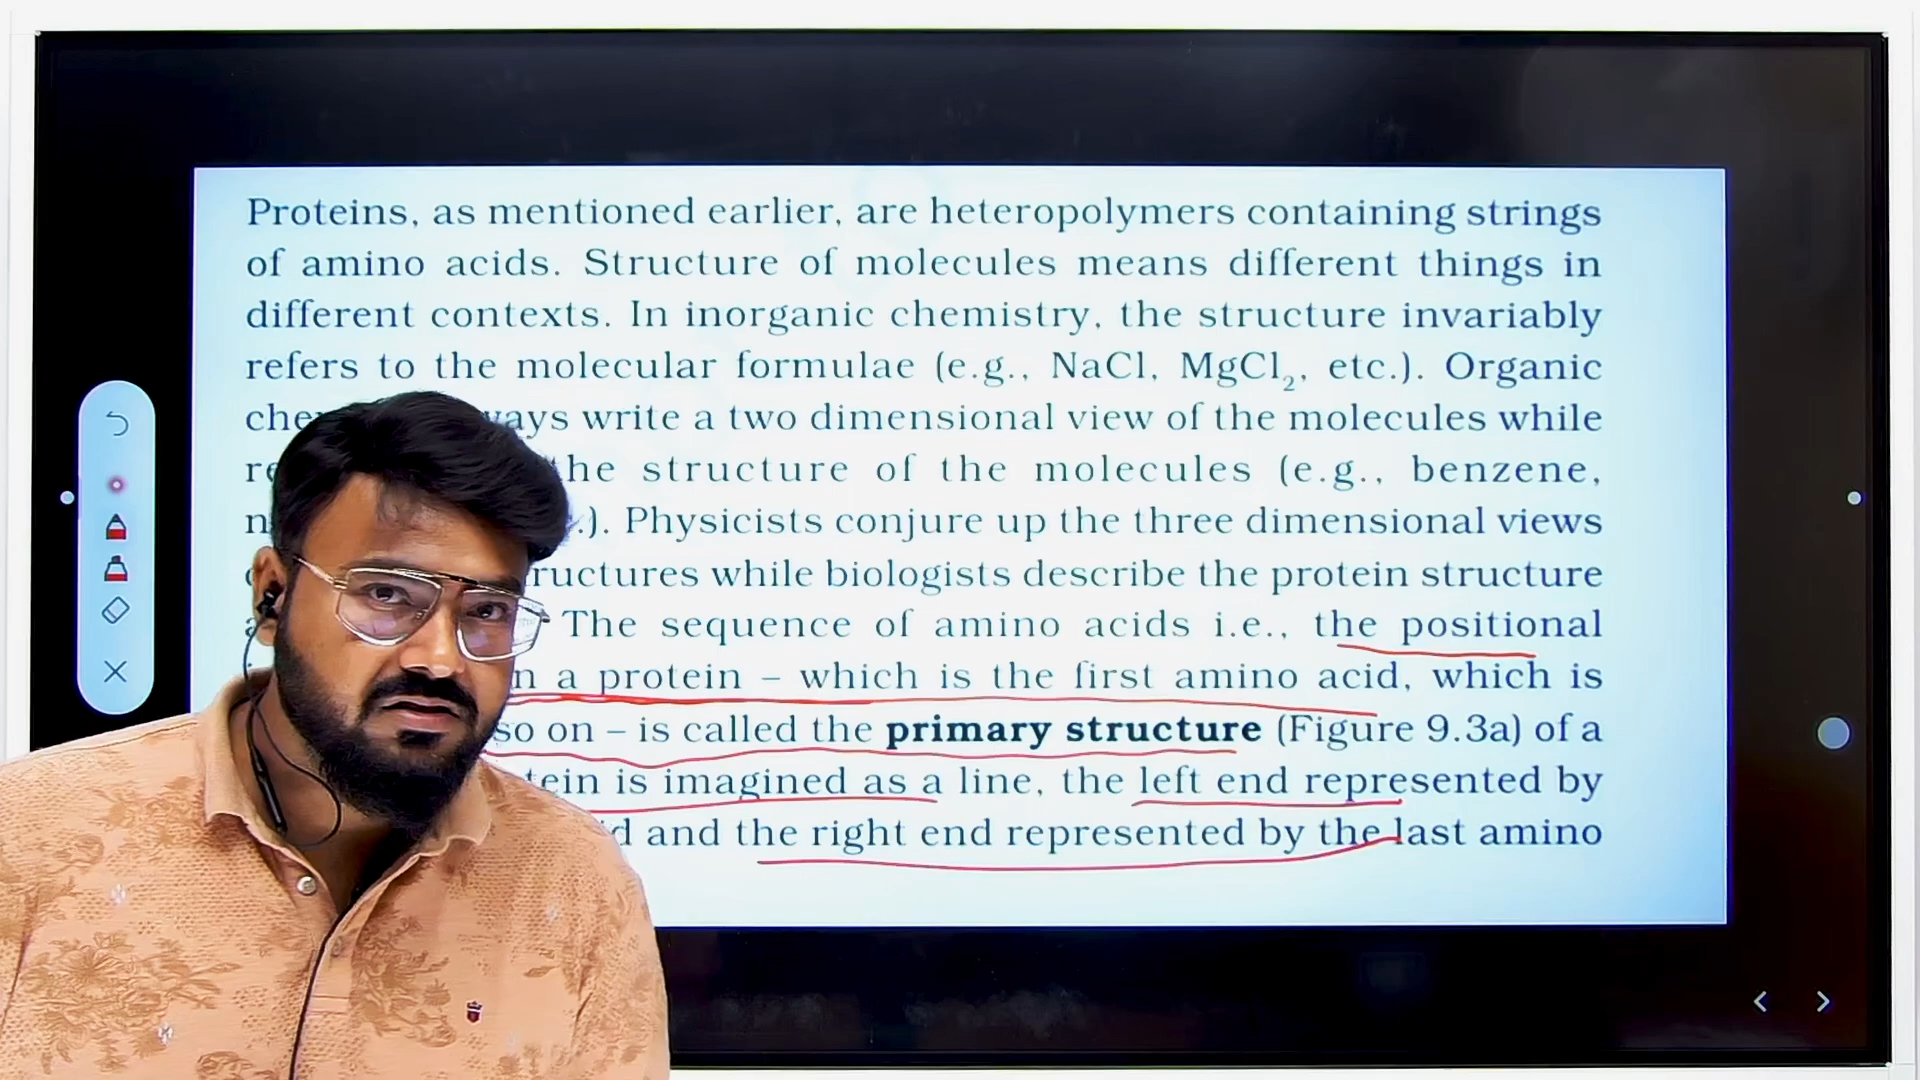 Proteins, as mentioned earlier, are heteropolymers containing strings
of amino acids. Structure of molecules means different things in
different contexts. In inorganic chemistry, the structure invariably
refers to the molecular formulae (e.g., NaCl, MgCl₂, etc.). Organic
write a two dimensional view of the molecules while
the structure of the molecules (e.g., benzene,
Physicists conjure up the three dimensional views
while biologists describe the protein structure
The sequence of amino acids i.e., the positional
a protein – which is the first amino acid, which is
so on – is called the primary structure (Figure 9.3a) of a
is imagined as a line, the left end represented by
and the right end represented by the last amino